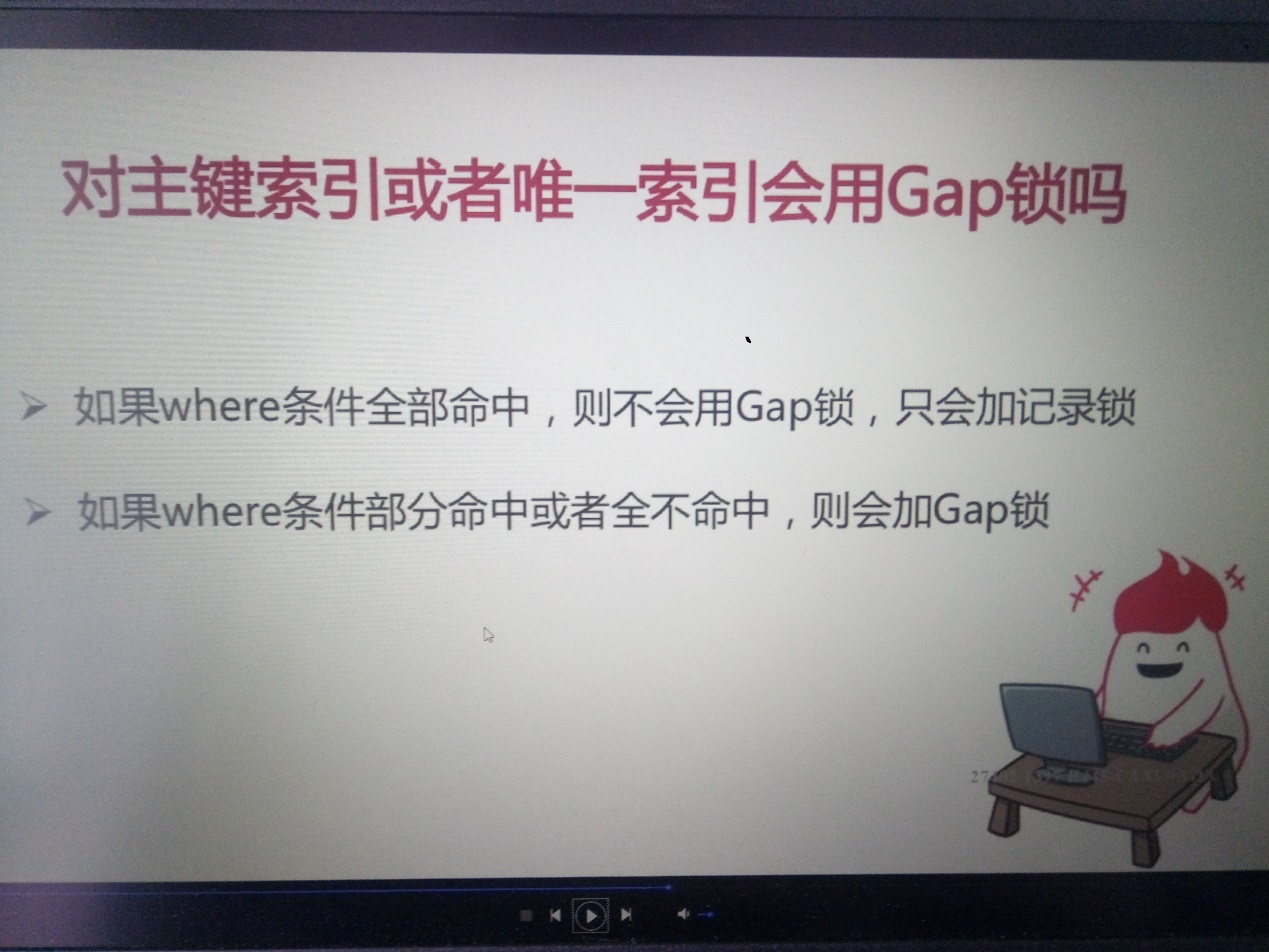 对主键索引或者唯一索引会用Gap锁吗
如果where条件全部命中，则不会用Gap锁，只会加记录锁
如果where条件部分命中或者全不命中，则会加Gap锁